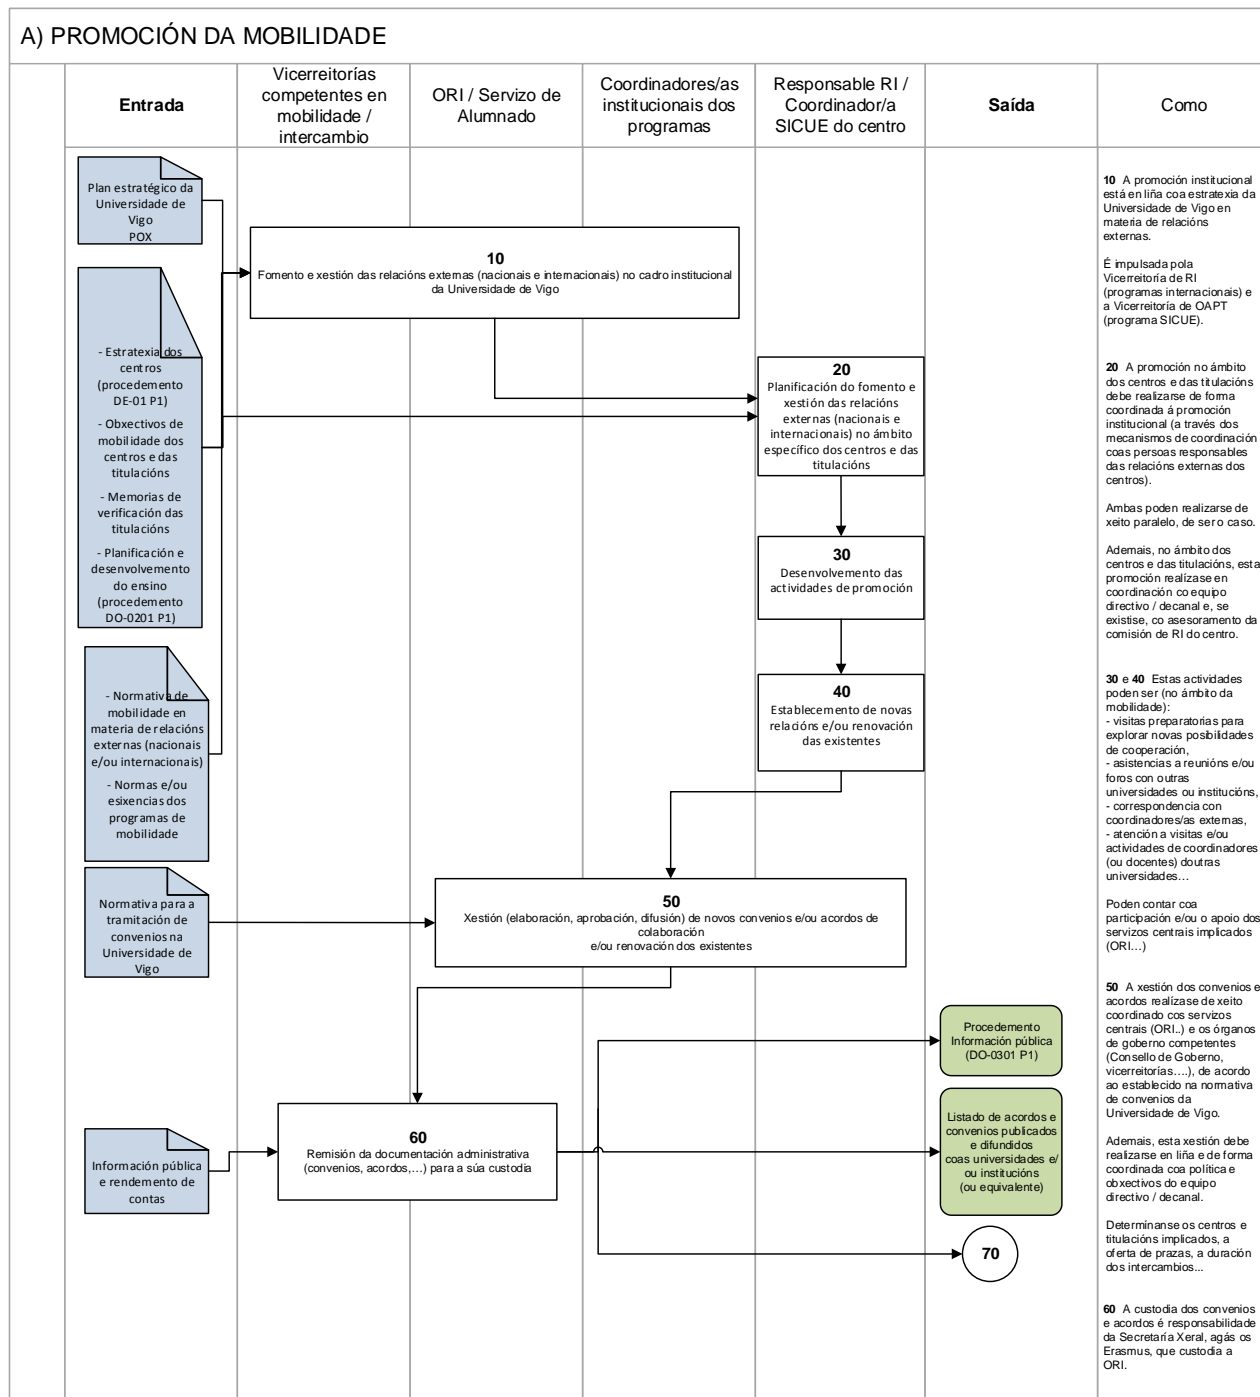 A) PROMOCIÓN DA MOBILIDADE
Entrada
Vicerreitorías
competentes en
mobilidade /
intercambio
ORI / Servizo de
Alumnado
Coordinadores/as
institucionais dos
programas
Responsable RI /
Coordinador/a
SICUE do centro
Saída
Como
Plan estratéxico da
Universidade de
Vigo
POX
- Estratexia dos
centros
(procedemento
DE-01 P1)
- Obxectivos de
mobilidade dos
centros e das
titulacións
- Memorias de
verificación das
titulacións
- Planificación e
desenvolvemento
do ensino
(procedemento
DO-0201 P1)
- Normativa de
mobilidade en
materia de relacións
externas (nacionais
e/ou internacionais)
- Normas e/ou
esixencias dos
programas de
mobilidade
Normativa para a
tramitación de
convenios na
Universidade de
Vigo
Información pública
e rendemento de
contas
10
Fomento e xestión das relacións externas (nacionais e internacionais) no cadro institucional
da Universidade de Vigo
20
Planificación do fomento e
xestión das relacións
externas (nacionais e
internacionais) no ámbito
específico dos centros e das
titulacións
30
Desenvolvemento das
actividades de promoción
40
Establecemento de novas
relacións e/ou renovación
das existentes
50
Xestión (elaboración, aprobación, difusión) de novos convenios e/ou acordos de
colaboración
e/ou renovación dos existentes
60
Remisión da documentación administrativa
(convenios, acordos,...) para a súa custodia
Procedemento
Información pública
(DO-0301 P1)
Listado de acordos e
convenios publicados
e difundidos
coas universidades e/
ou institucións
(ou equivalente)
70
10 A promoción institucional
está en liña coa estratexia da
Universidade de Vigo en
materia de relacións
externas.
É impulsada pola
Vicerreitoría de RI
(programas internacionais) e
a Vicerreitoría de OAPT
(programa SICUE).
20 A promoción no ámbito
dos centros e das titulacións
debe realizarse de forma
coordinada á promoción
institucional (a través dos
mecanismos de coordinación
coas persoas responsables
das relacións externas dos
centros).
Ambas poden realizarse de
xeito paralelo, de ser o caso.
Ademais, no ámbito dos
centros e das titulacións, esta
promoción realízase en
coordinación co equipo
directivo / decanal e, se
existise, co asesoramento da
comisión de RI do centro.
30 e 40 Estas actividades
poden ser (no ámbito da
mobilidade):
- visitas preparatorias para
explorar novas posibilidades
de cooperación,
- asistencias a reunións e/ou
foros con outras
universidades ou institucións,
- correspondencia con
coordinadores/as externas,
- atención a visitas e/ou
actividades de coordinadores
(ou docentes) doutras
universidades...
Poden contar coa
participación e/ou o apoio dos
servizos centrais implicados
(ORI...)
50 A xestión dos convenios e
acordos realízase de xeito
coordinado cos servizos
centrais (ORI..) e os órganos
de goberno competentes
(Consello de Goberno,
vicerreitorías....), de acordo
ao establecido na normativa
de convenios da
Universidade de Vigo.
Ademais, esta xestión debe
realizarse en liña e de forma
coordinada coa política e
obxectivos do equipo
directivo / decanal.
Determínanse os centros e
titulacións implicados, a
oferta de prazas, a duración
dos intercambios...
60 A custodia dos convenios
e acordos é responsabilidade
da Secretaría Xeral, agás os
Erasmus, que custodia a
ORI.